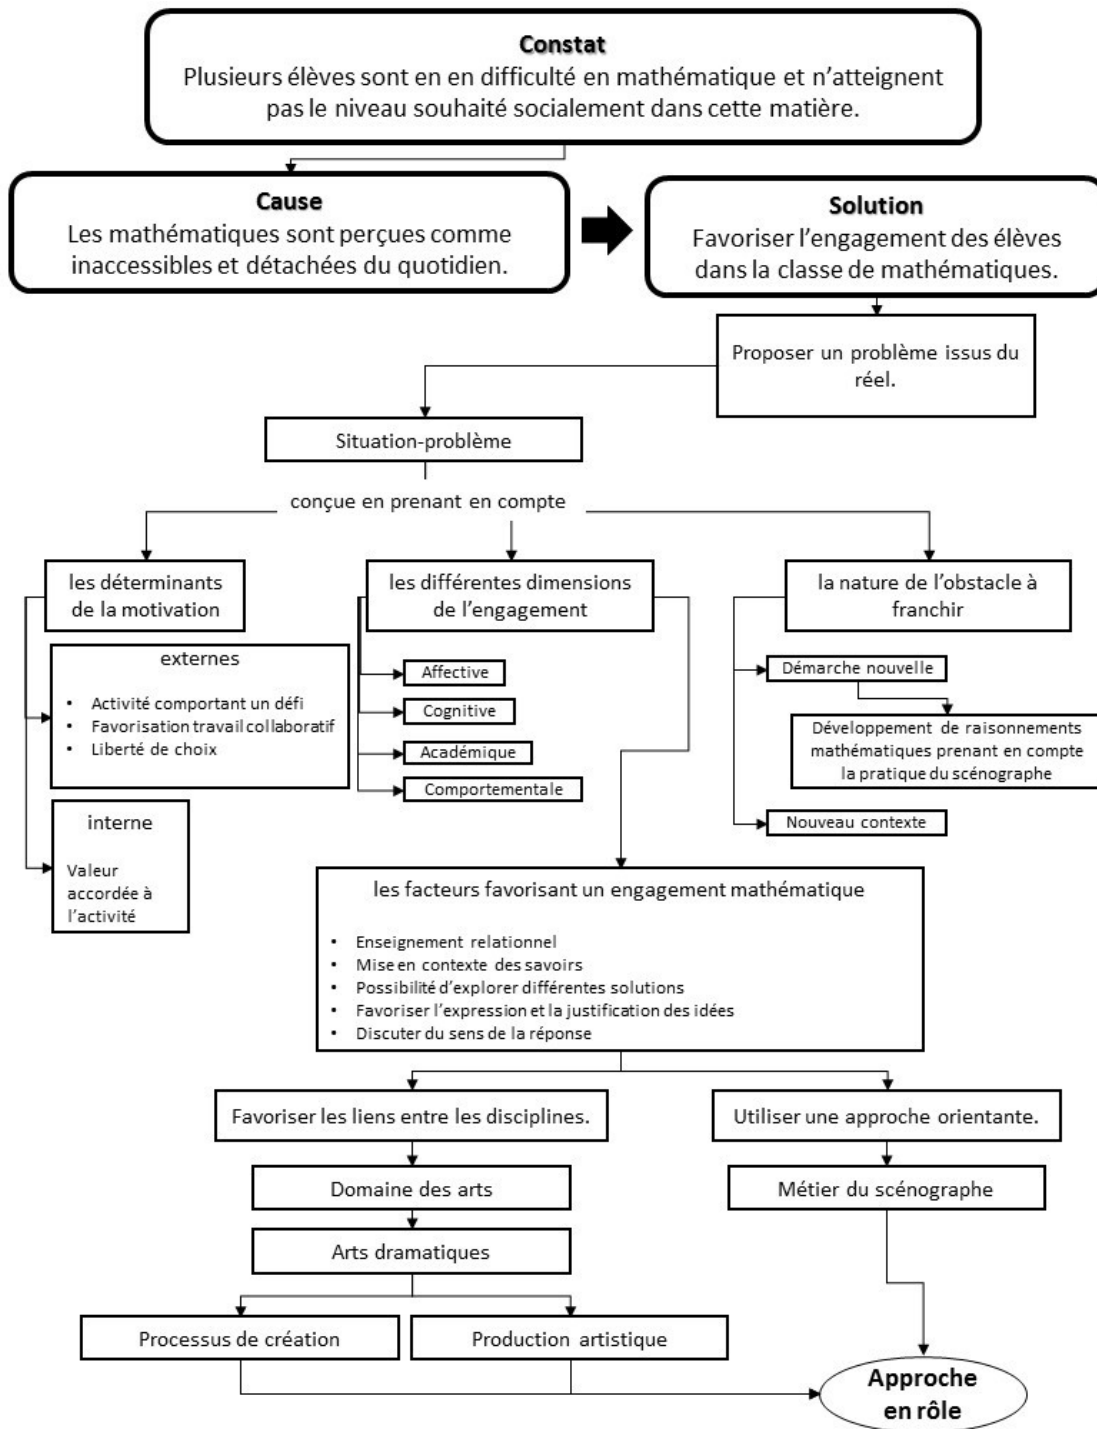 Constat
Plusieurs élèves sont en en difficulté en mathématique et n’atteignent
pas le niveau souhaité socialement dans cette matière.
Cause
Les mathématiques sont perçues comme
inaccessibles et détachées du quotidien.
Solution
Favoriser l’engagement des élèves
dans la classe de mathématiques.
Proposer un problème issus du
réel.
Situation-problème
conçue en prenant en compte
les déterminants
de la motivation
externes
• Activité comportant un défi
• Favorisation travail collaboratif
• Liberté de choix
interne
Valeur
accordée à
l’activité
les différentes dimensions
de l’engagement
Affective
Cognitive
Académique
Comportementale
la nature de l’obstacle à
franchir
Démarche nouvelle
Développement de raisonnements
mathématiques prenant en compte
la pratique du scénographe
Nouveau contexte
les facteurs favorisant un engagement mathématique
• Enseignement relationnel
• Mise en contexte des savoirs
• Possibilité d’explorer différentes solutions
• Favoriser l’expression et la justification des idées
• Discuter du sens de la réponse
Favoriser les liens entre les disciplines.
Utiliser une approche orientante.
Domaine des arts
Métier du scénographe
Arts dramatiques
Processus de création
Production artistique
Approche
en rôle